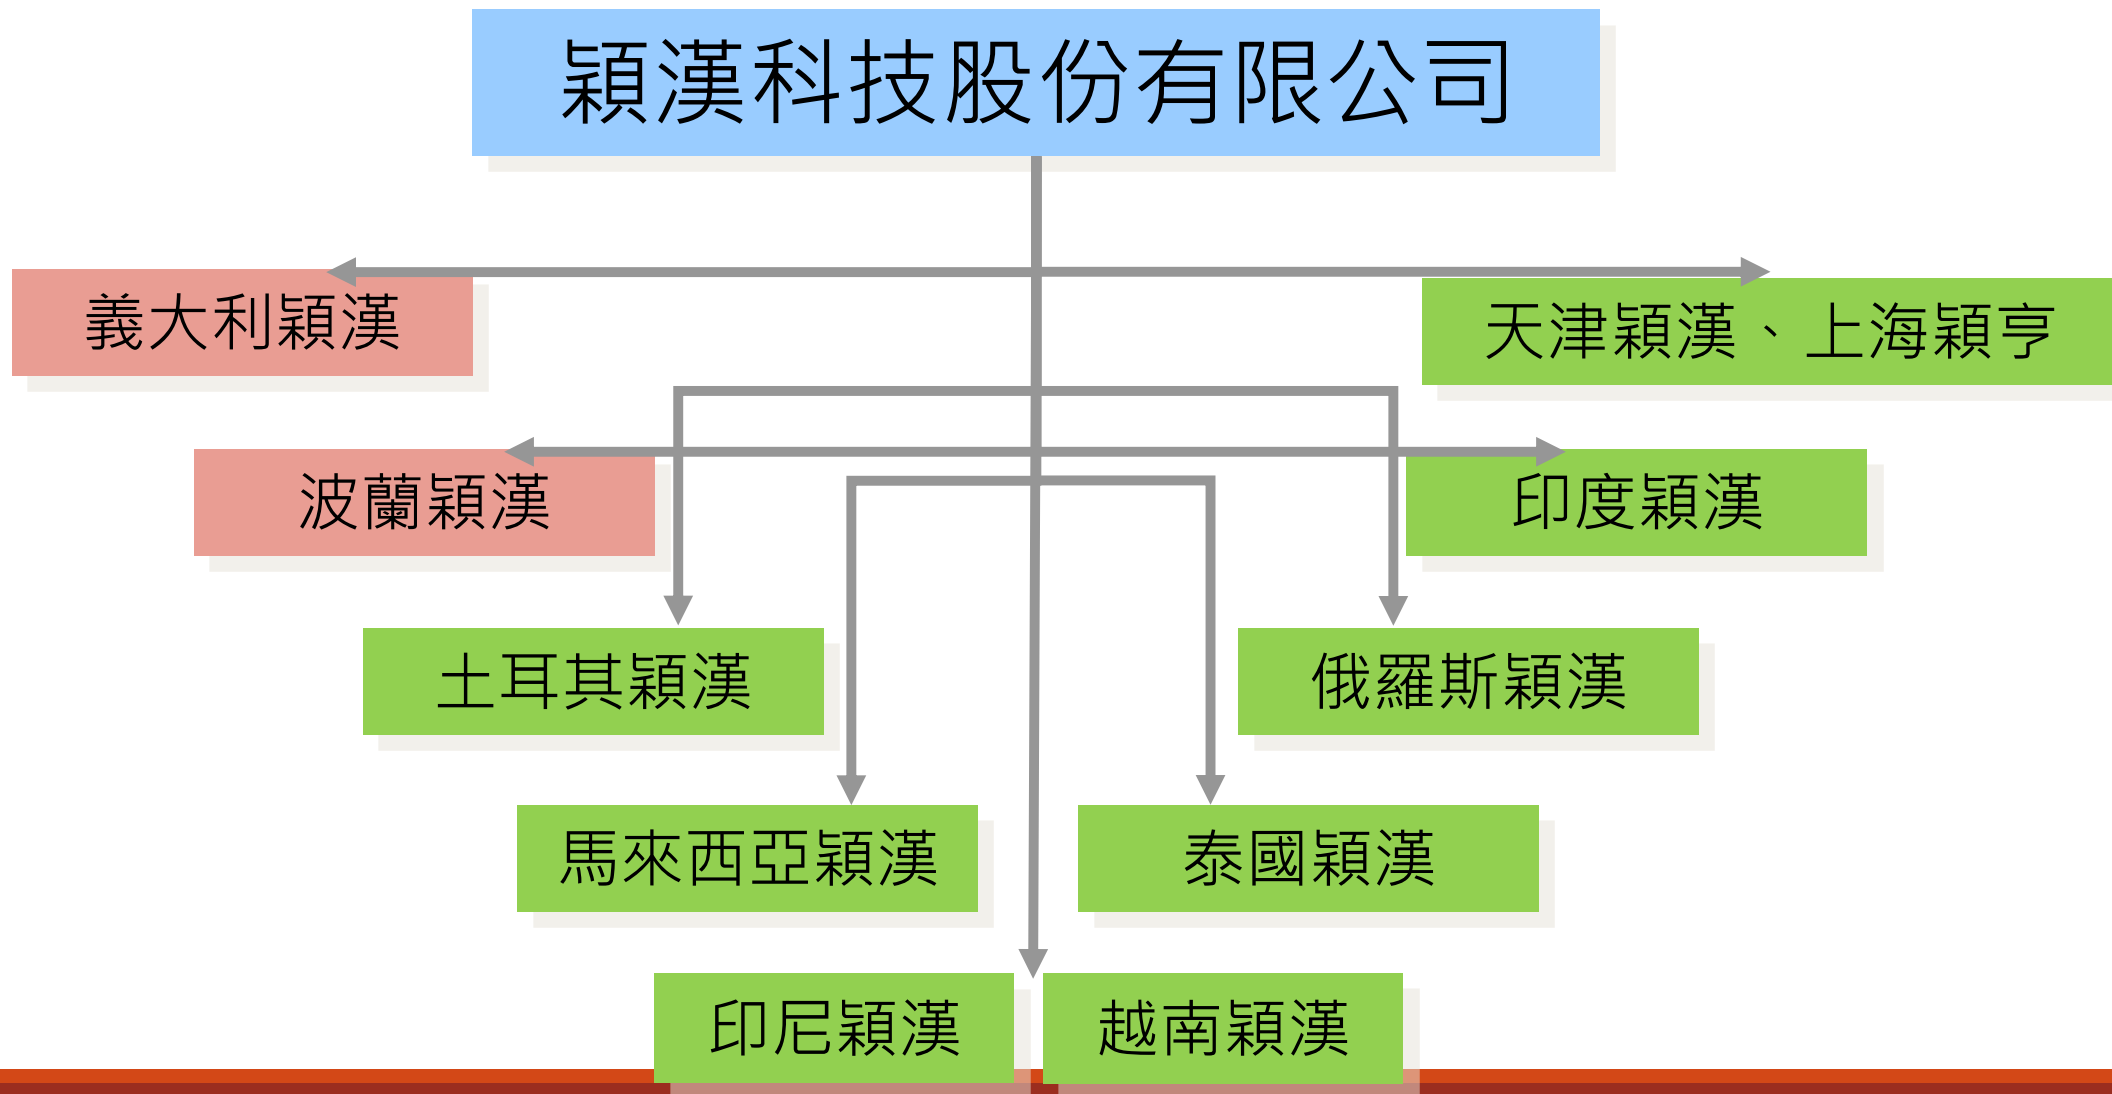 穎漢科技股份有限公司
義大利穎漢
天津穎漢、上海穎亨
波蘭穎漢
印度穎漢
土耳其穎漢
俄羅斯穎漢
馬來西亞穎漢
泰國穎漢
印尼穎漢
越南穎漢